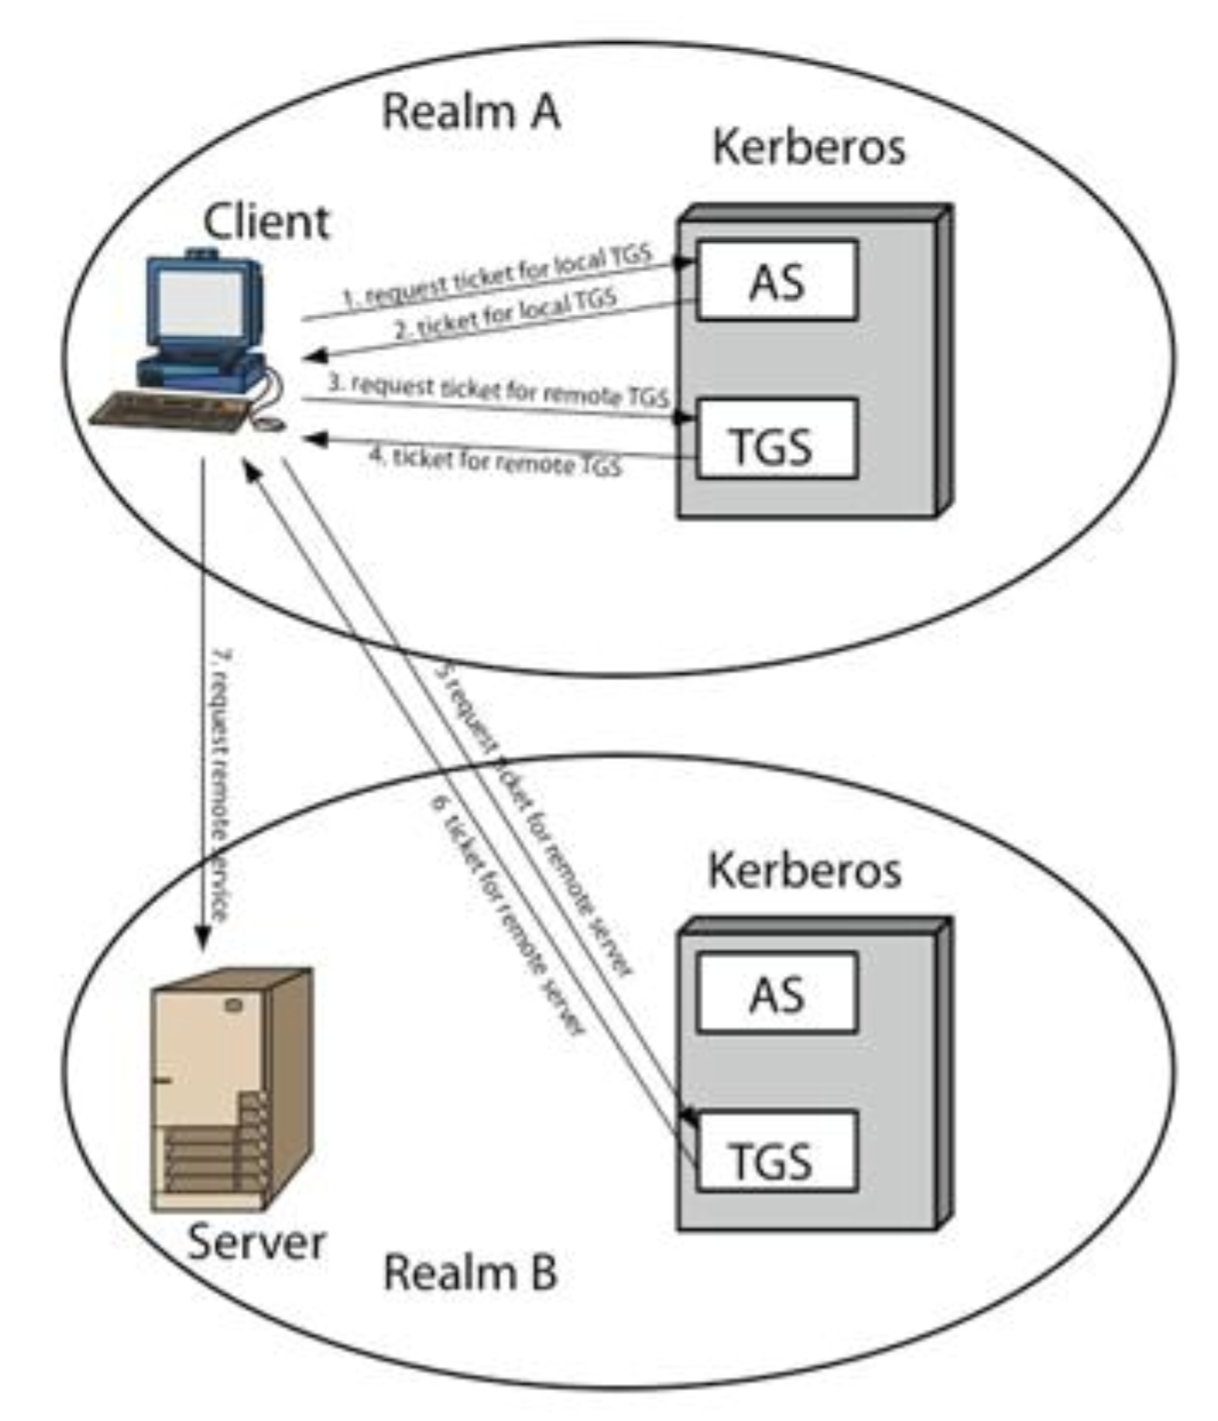 Realm A
Kerberos
Client
1. request ticket for local TGS
AS
2. ticket for local TGS
3. request ticket for remote TGS
TGS
4. ticket for remote TGS
5 request ticket for remote server
7. request remote service
6. ticket for remote server
Kerberos
AS
TGS
Server
Realm B